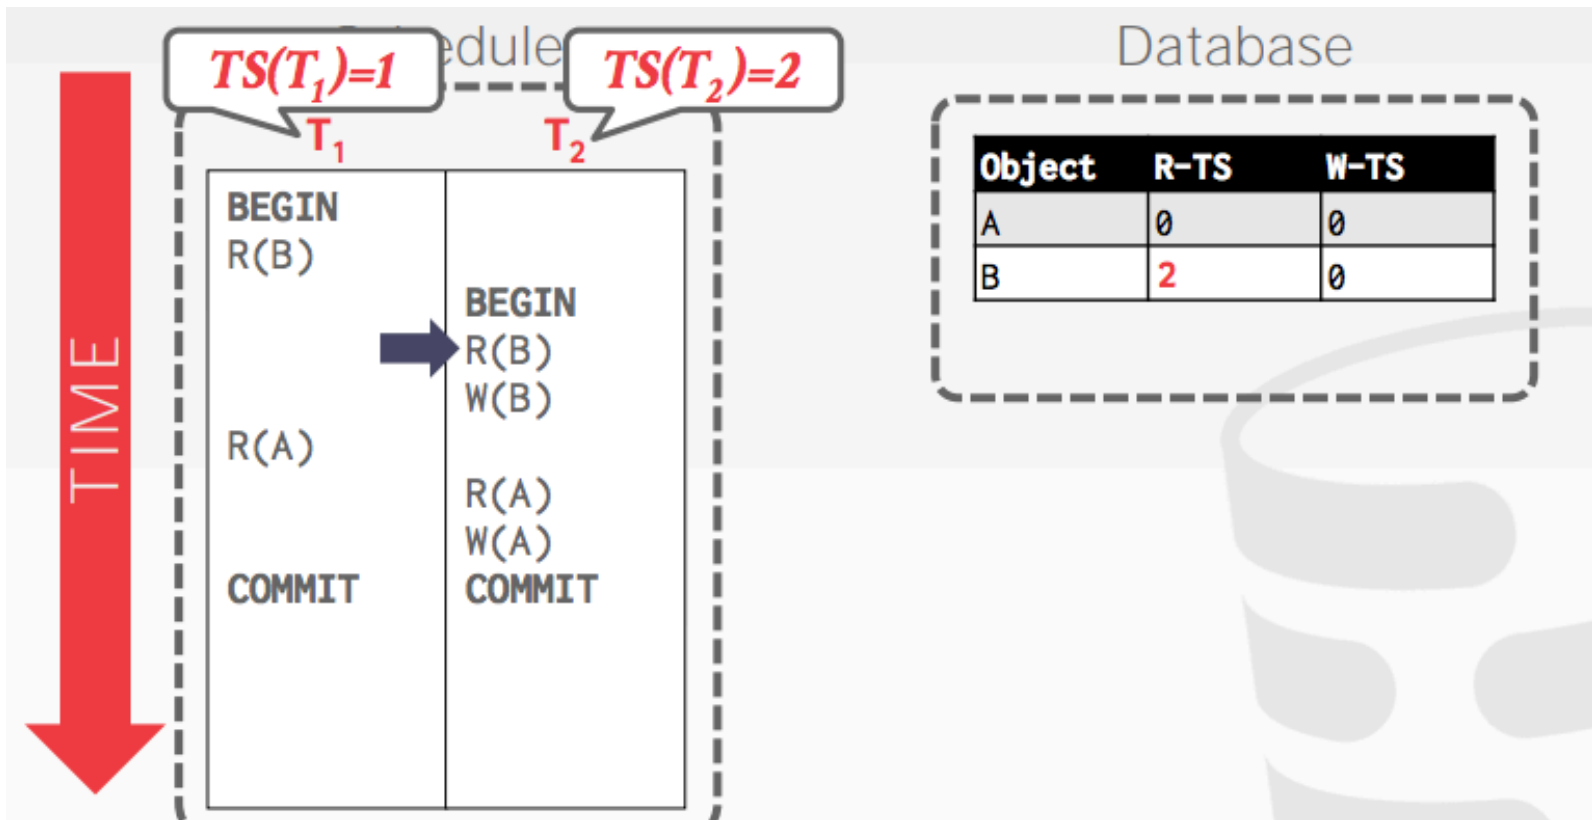 edule
Database
TS(T₁)=1
TS(T₂)=2
T₁
T₂
BEGIN
R(B)
BEGIN
R(B)
W(B)
R(A)
R(A)
W(A)
COMMIT
COMMIT
TIME
Object R-TS W-TS
A 0 0
B 2 0